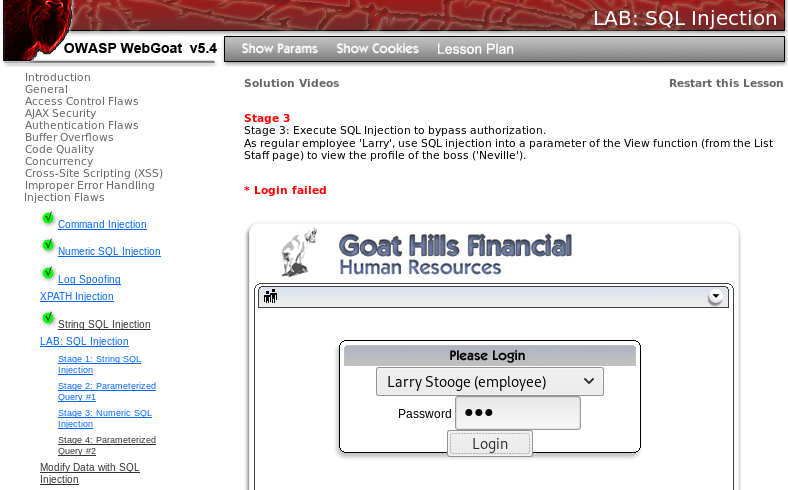 LAB: SQL Injection
OWASP WebGoat v5.4
Show Params Show Cookies Lesson Plan
Introduction
General
Access Control Flaws
AJAX Security
Authentication Flaws
Buffer Overflows
Code Quality
Concurrency
Cross-Site Scripting (XSS)
Improper Error Handling
Injection Flaws
Command Injection
Numeric SQL Injection
Log Spoofing
XPATH Injection
String SQL Injection
LAB: SQL Injection
Stage 1: String SQL
Injection
Stage 2: Parameterized
Query #1
Stage 3: Numeric SQL
Injection
Stage 4: Parameterized
Query #2
Modify Data with SQL
Injection
Solution Videos Restart this Lesson
Stage 3
Stage 3: Execute SQL Injection to bypass authorization.
As regular employee 'Larry', use SQL injection into a parameter of the View function (from the List
Staff page) to view the profile of the boss ('Neville').
* Login failed
Goat Hills Financial
Human Resources
Please Login
Larry Stooge (employee)
Password ●●●
Login